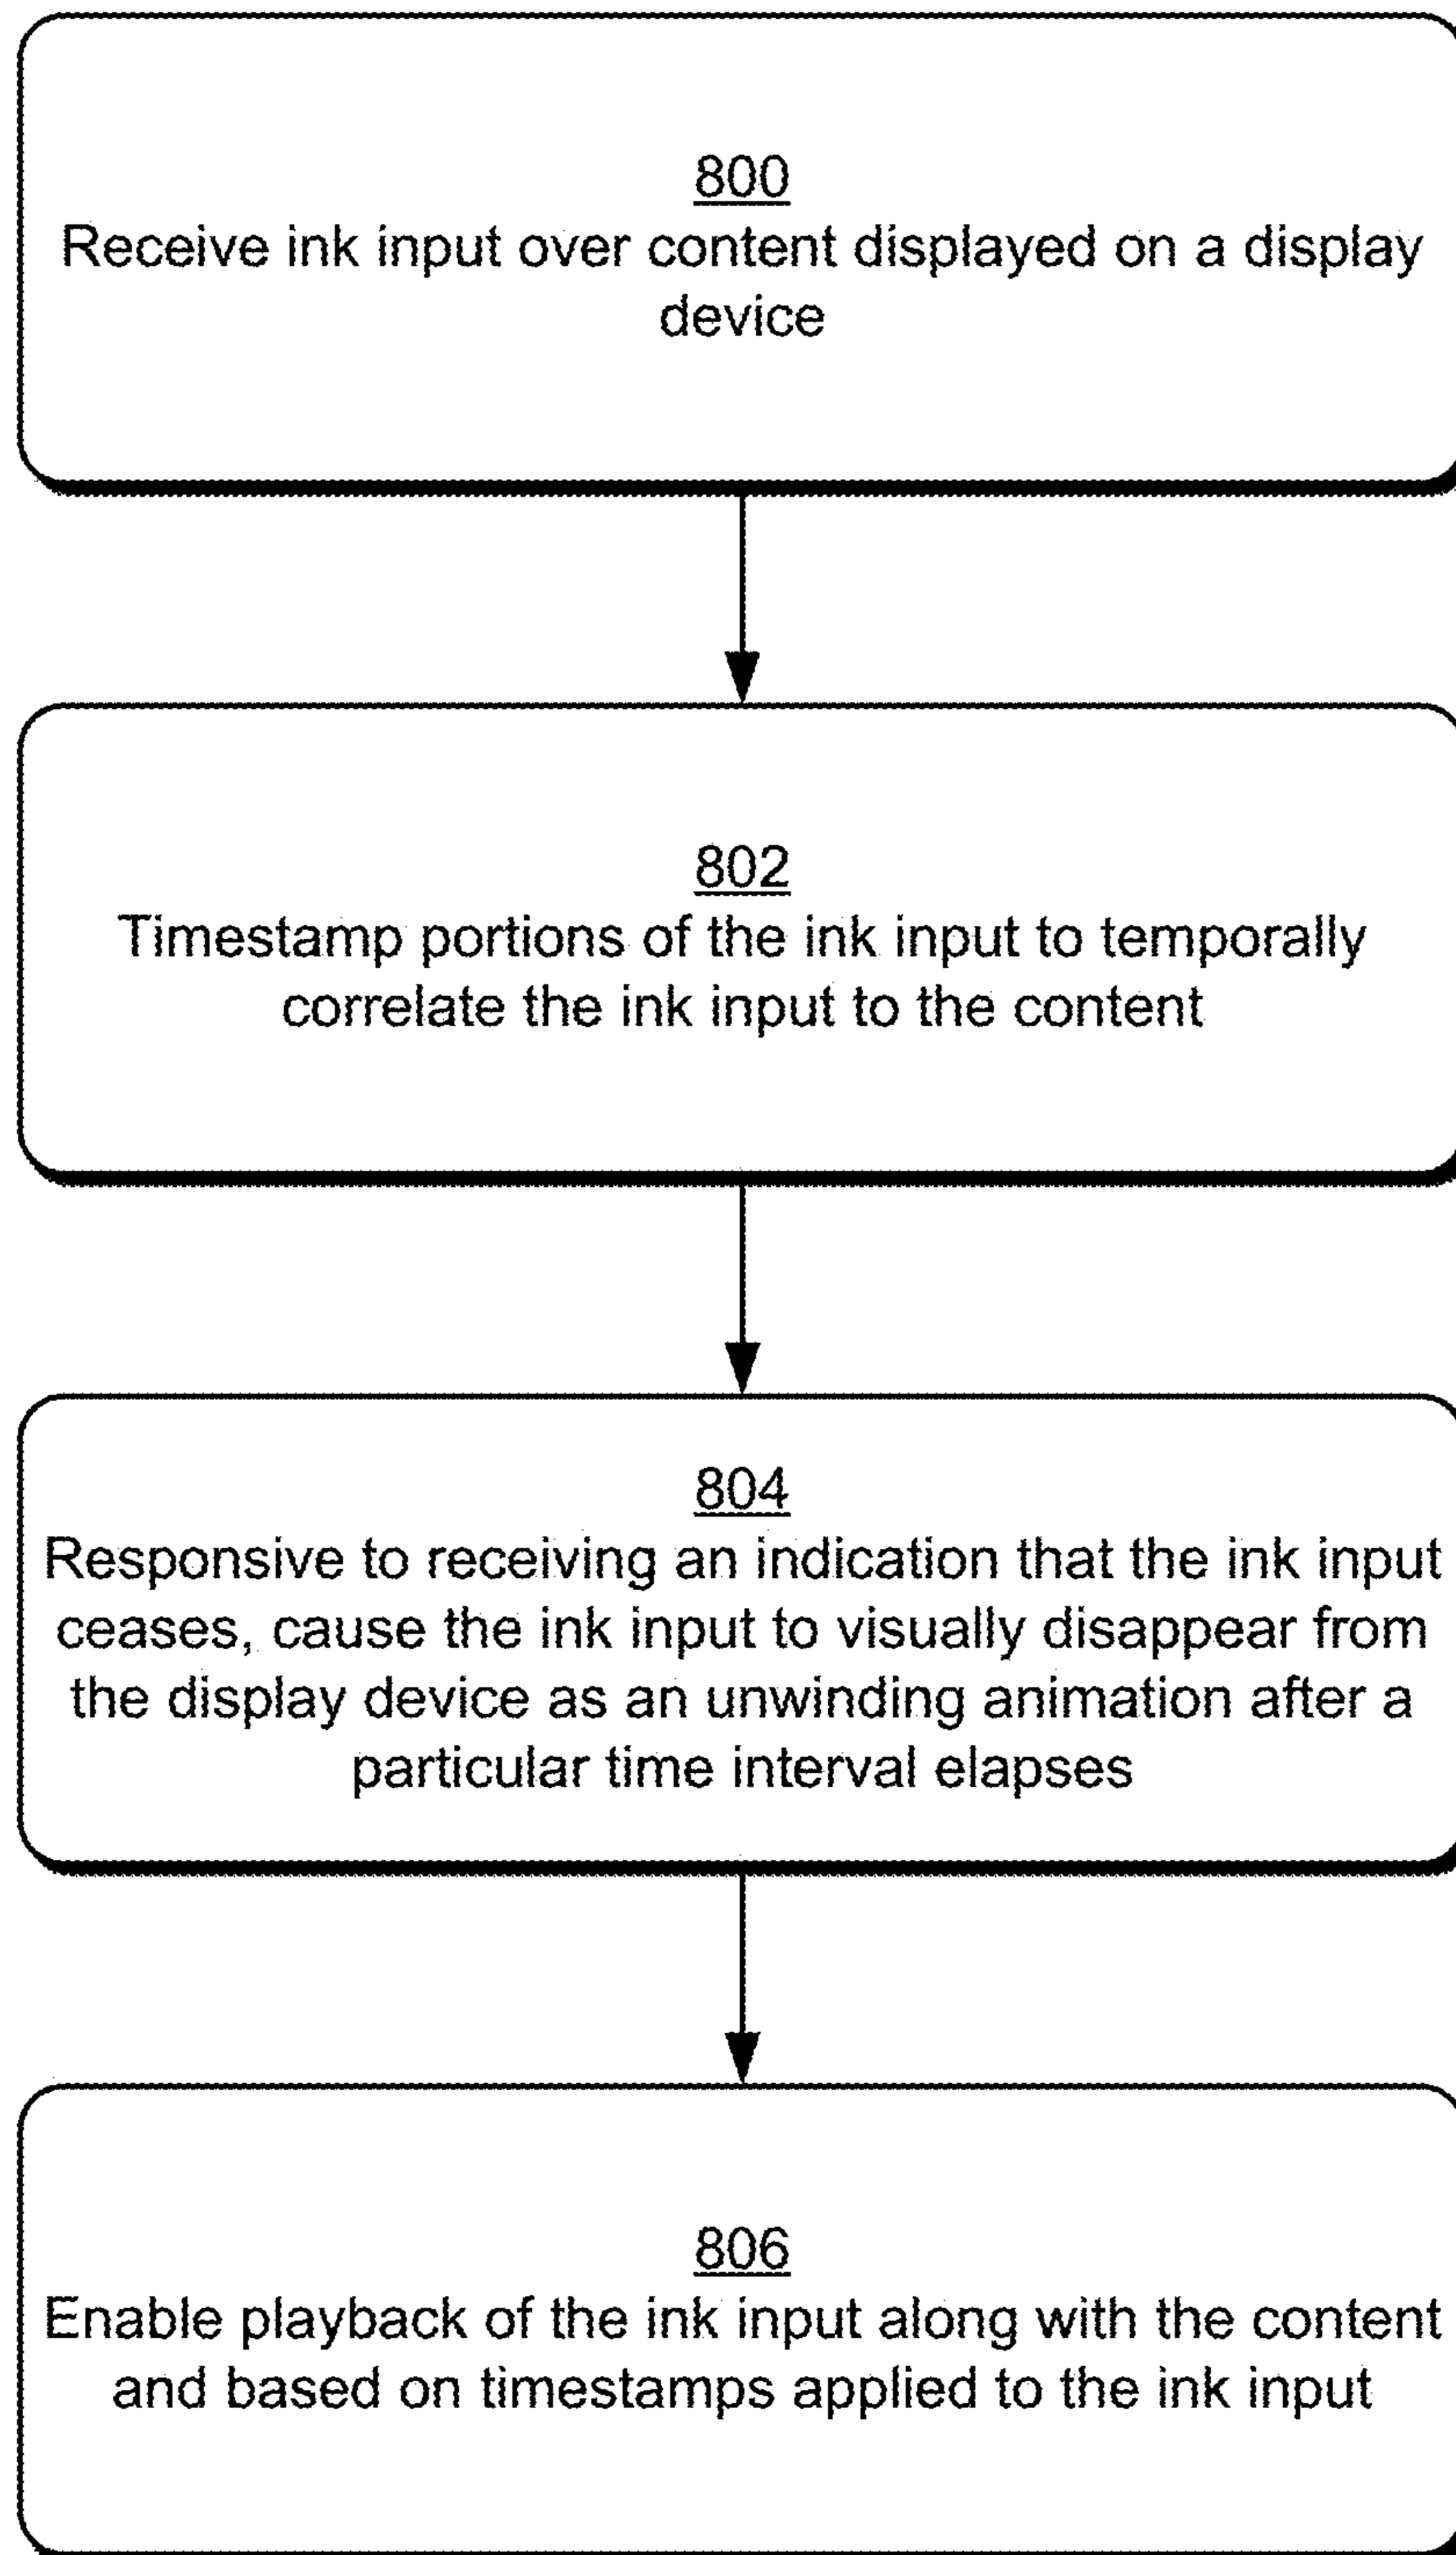 800
Receive ink input over content displayed on a display
device
802
Timestamp portions of the ink input to temporally
correlate the ink input to the content
804
Responsive to receiving an indication that the ink input
ceases, cause the ink input to visually disappear from
the display device as an unwinding animation after a
particular time interval elapses
806
Enable playback of the ink input along with the content
and based on timestamps applied to the ink input